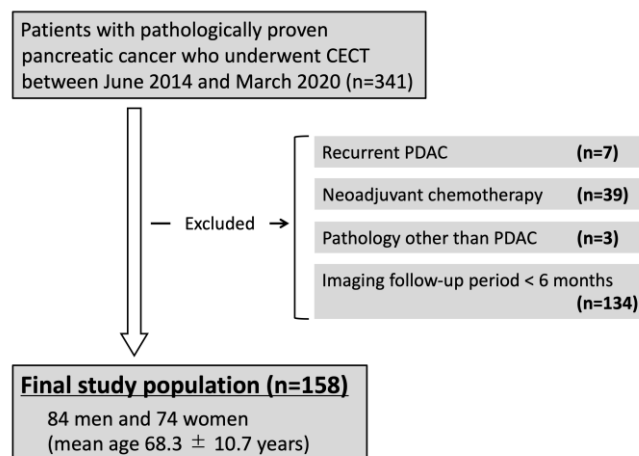 Patients with pathologically proven
pancreatic cancer who underwent CECT
between June 2014 and March 2020 (n=341)
Excluded
Recurrent PDAC (n=7)
Neoadjuvant chemotherapy (n=39)
Pathology other than PDAC (n=3)
Imaging follow-up period < 6 months
(n=134)
Final study population (n=158)
84 men and 74 women
(mean age 68.3 ± 10.7 years)